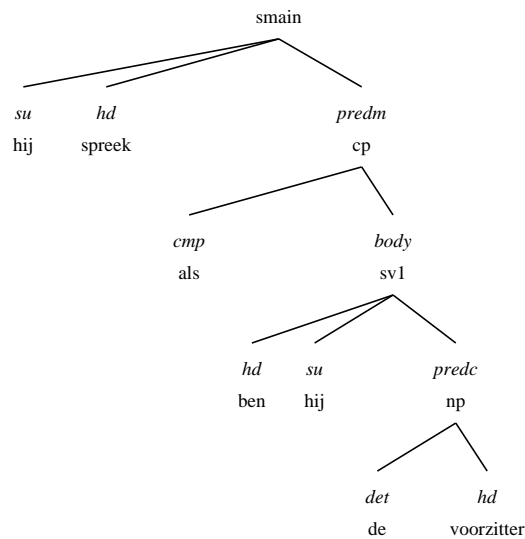 smain
su hd predm
hij spreek cp
cmp body
als sv1
hd su predc
ben hij np
det hd
de voorzitter